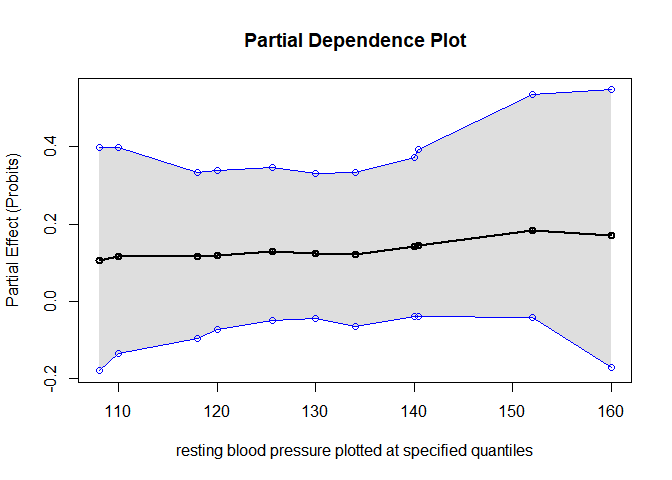 Partial Dependence Plot
Partial Effect (Probits)
0.4
0.2
0.0
-0.2
110 120 130 140 150 160
resting blood pressure plotted at specified quantiles